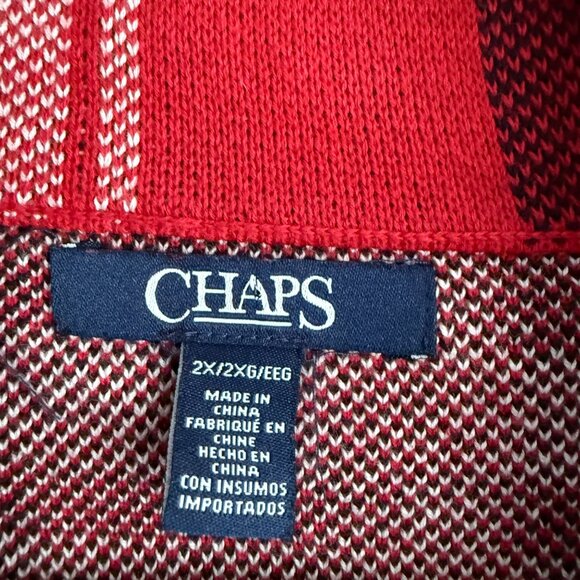 CHAPS
2X/2XG/EEG
MADE IN
CHINA
FABRIQUÉ EN
CHINE
HECHO EN
CHINA
CON INSUMOS
IMPORTADOS